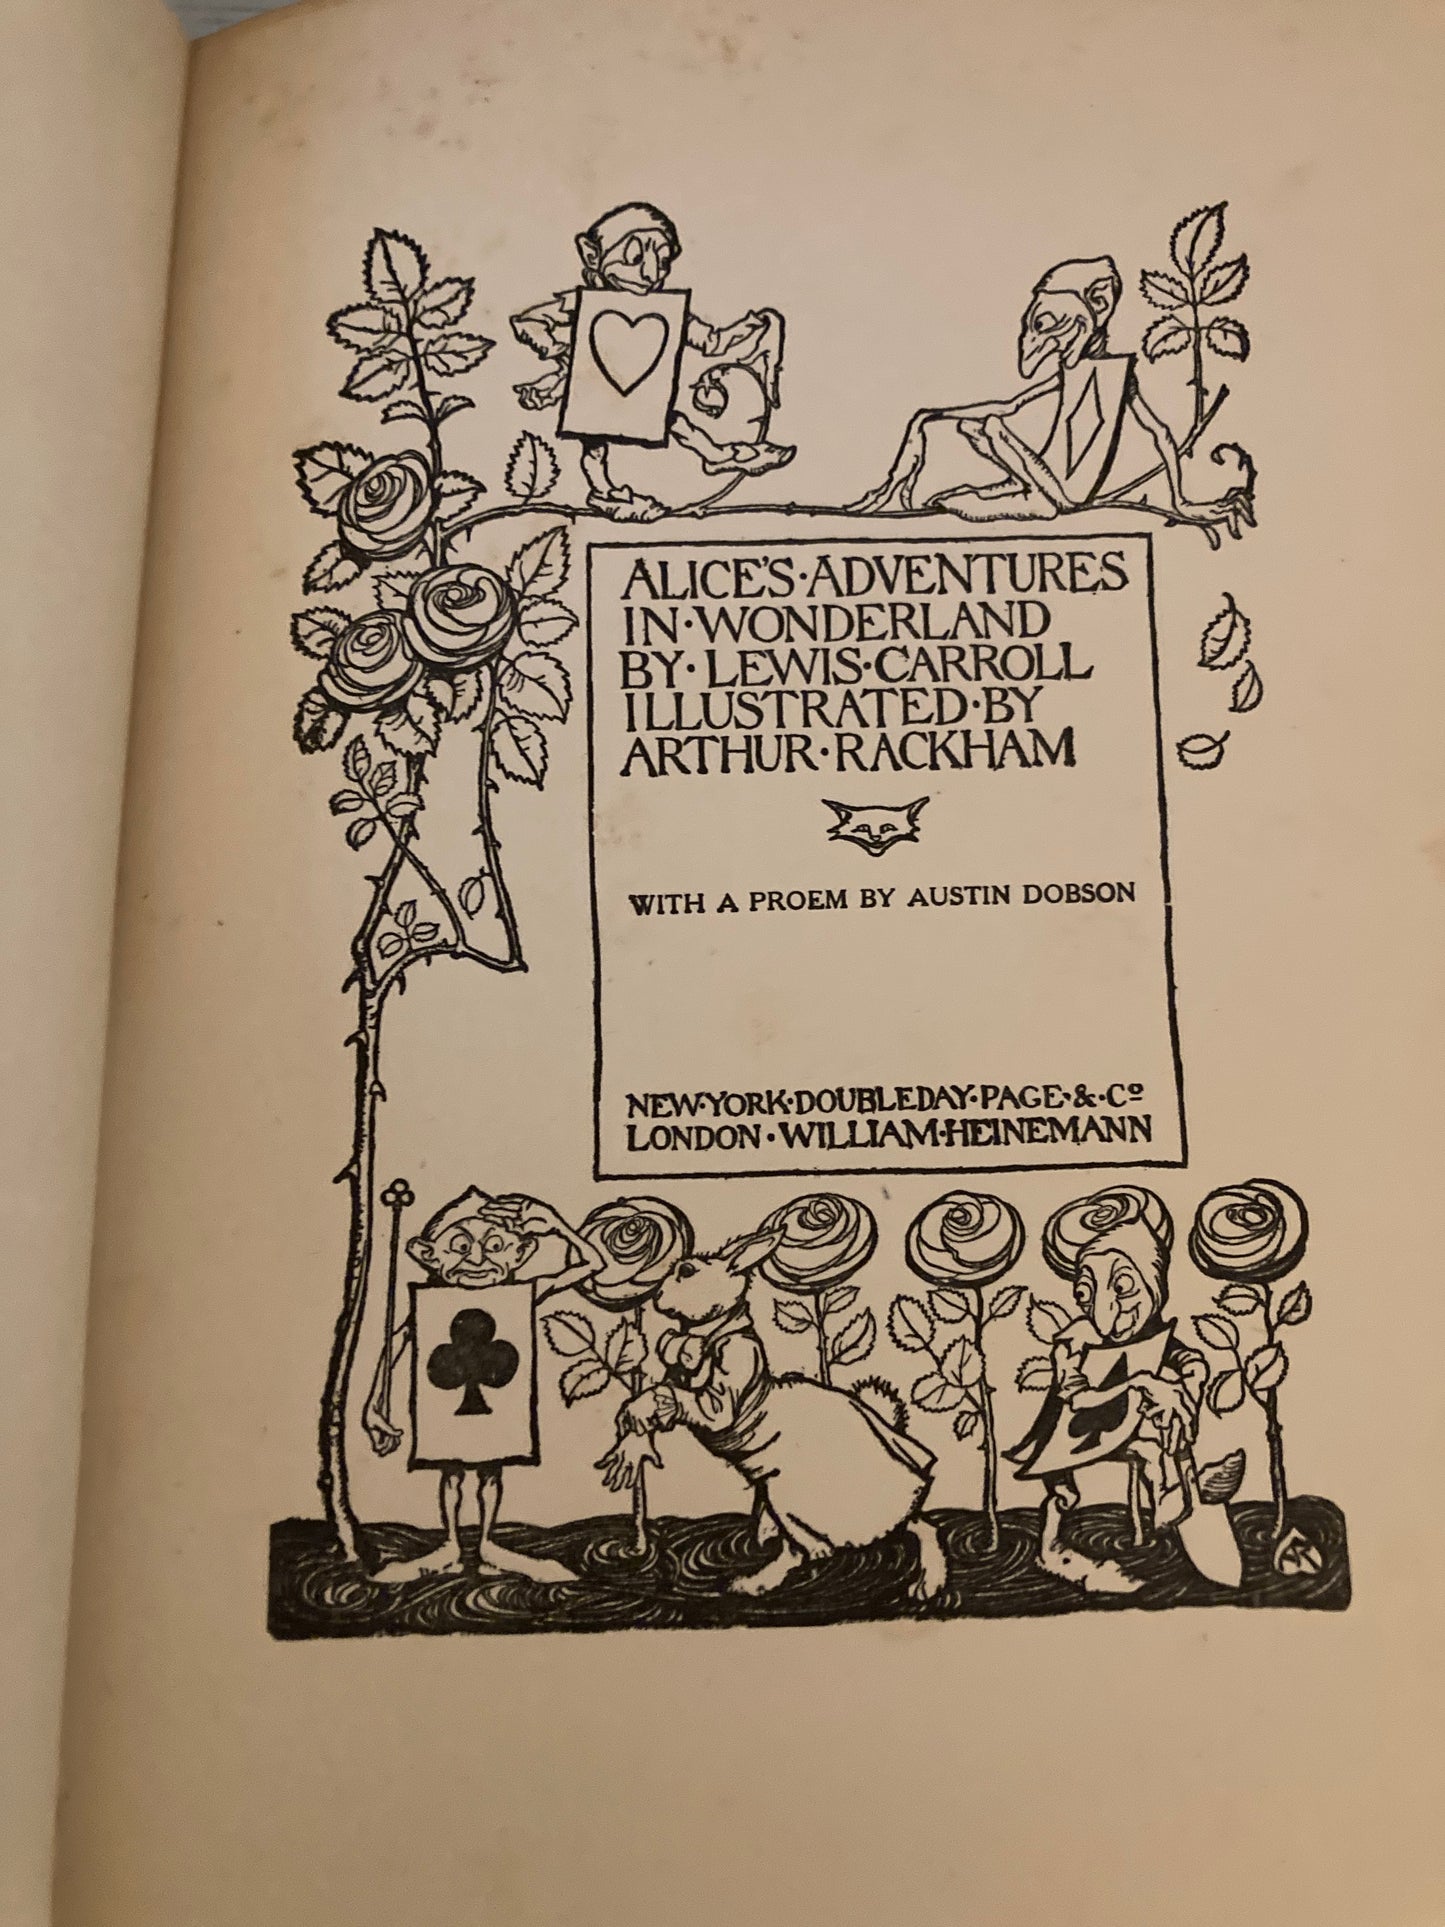 ALICE'S·ADVENTURES
IN·WONDERLAND
BY·LEWIS·CARROLL
ILLUSTRATED·BY
ARTHUR·RACKHAM
WITH A PROEM BY AUSTIN DOBSON
NEW·YORK·DOUBLEDAY·PAGE·&·Cº
LONDON·WILLIAM·HEINEMANN